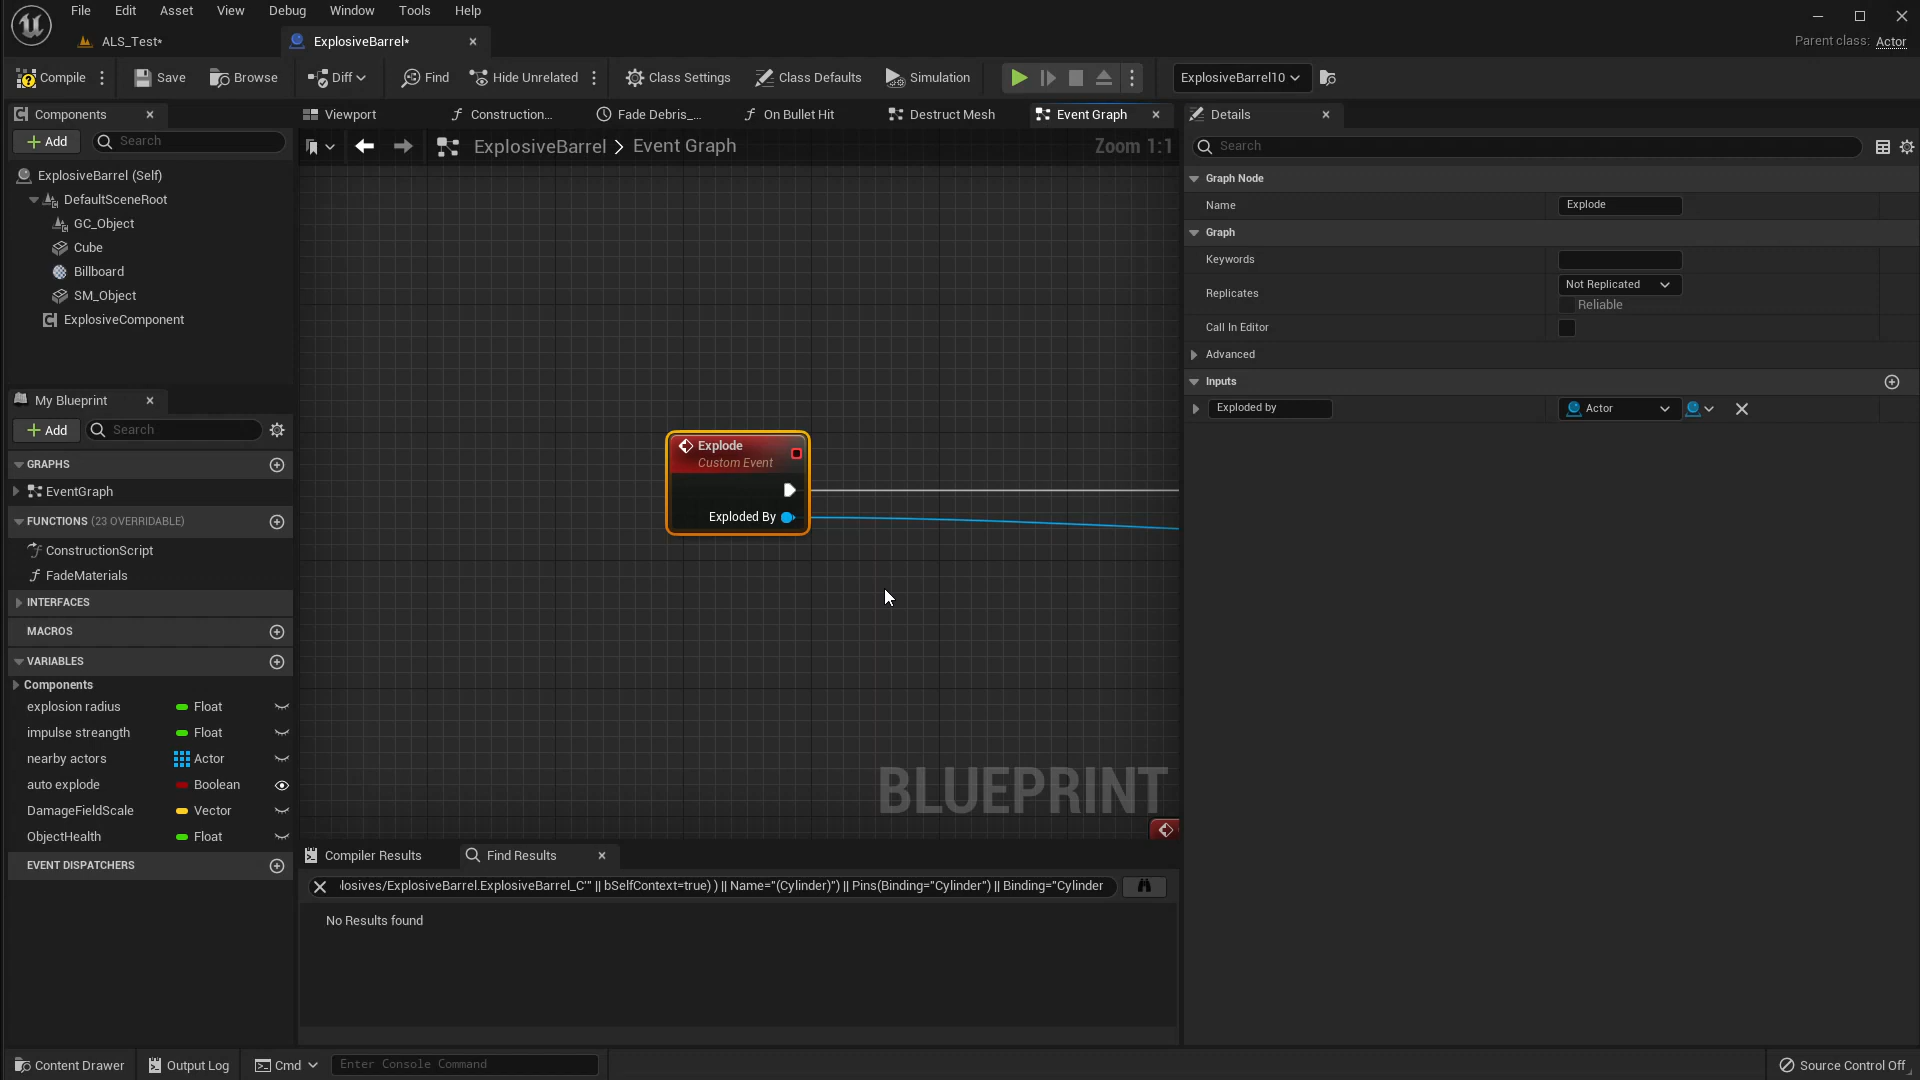 File Edit Asset View Debug Window Tools Help
ALS_Test* ExplosiveBarrel* Parent class: Actor
Compile Save Browse Diff Find Hide Unrelated Class Settings Class Defaults Simulation ExplosiveBarrel10
Components
Add Search
ExplosiveBarrel (Self)
DefaultSceneRoot
GC_Object
Cube
Billboard
SM_Object
ExplosiveComponent
My Blueprint
Add Search
GRAPHS
EventGraph
FUNCTIONS (23 OVERRIDABLE)
ConstructionScript
FadeMaterials
INTERFACES
MACROS
VARIABLES
Components
explosion radius Float
impulse streangth Float
nearby actors Actor
auto explode Boolean
DamageFieldScale Vector
ObjectHealth Float
EVENT DISPATCHERS
Viewport Construction... Fade Debris_... On Bullet Hit Destruct Mesh Event Graph
ExplosiveBarrel > Event Graph Zoom 1:1
Explode
Custom Event
Exploded By
BLUEPRINT
Compiler Results Find Results
losives/ExplosiveBarrel.ExplosiveBarrel_C'" || bSelfContext=true) ) || Name="(Cylinder)") || Pins(Binding="Cylinder") || Binding="Cylinder
No Results found
Details
Search
Graph Node
Name Explode
Graph
Keywords
Replicates Not Replicated
Reliable
Call In Editor
Advanced
Inputs
Exploded by Actor
Content Drawer Output Log Cmd Enter Console Command Source Control Off